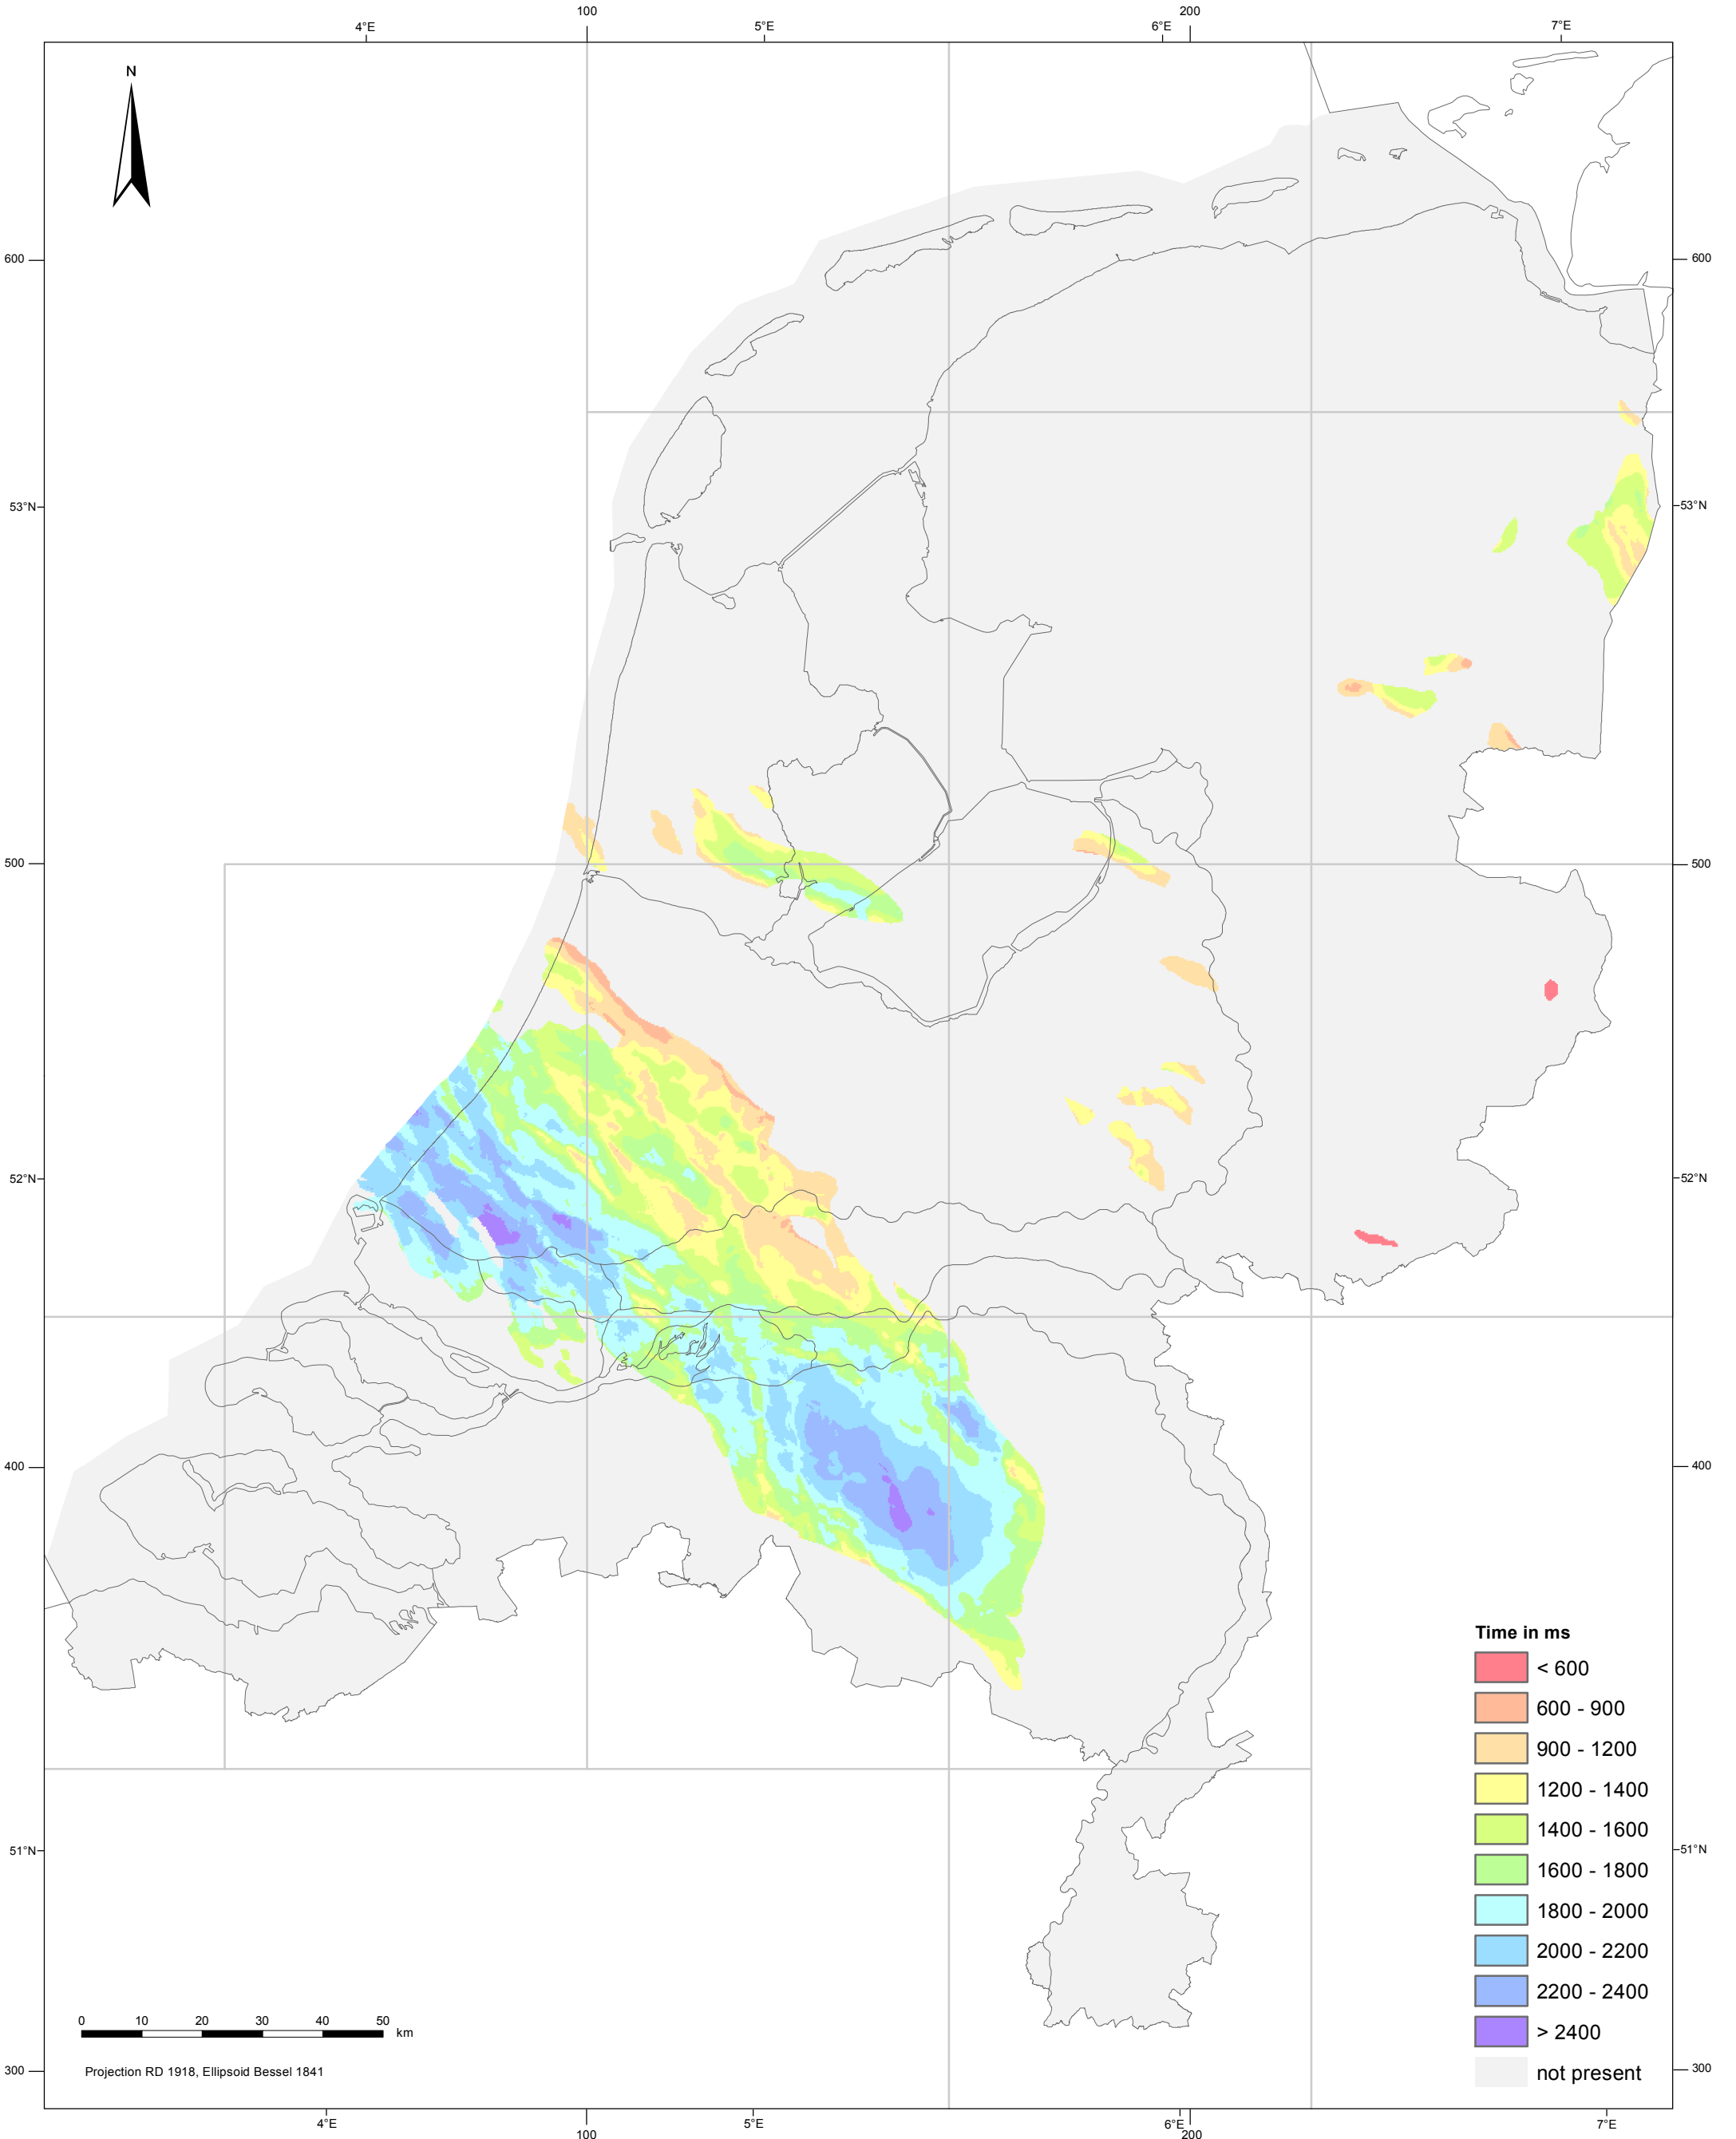 100 200
4°E 5°E 6°E 7°E
N
600 600
53°N 53°N
500 500
52°N 52°N
400 400
Time in ms
< 600
600 - 900
900 - 1200
1200 - 1400
1400 - 1600
1600 - 1800
1800 - 2000
2000 - 2200
2200 - 2400
> 2400
not present
51°N 51°N
0 10 20 30 40 50 km
Projection RD 1918, Ellipsoid Bessel 1841
300 300
4°E 5°E 6°E 7°E
100 200